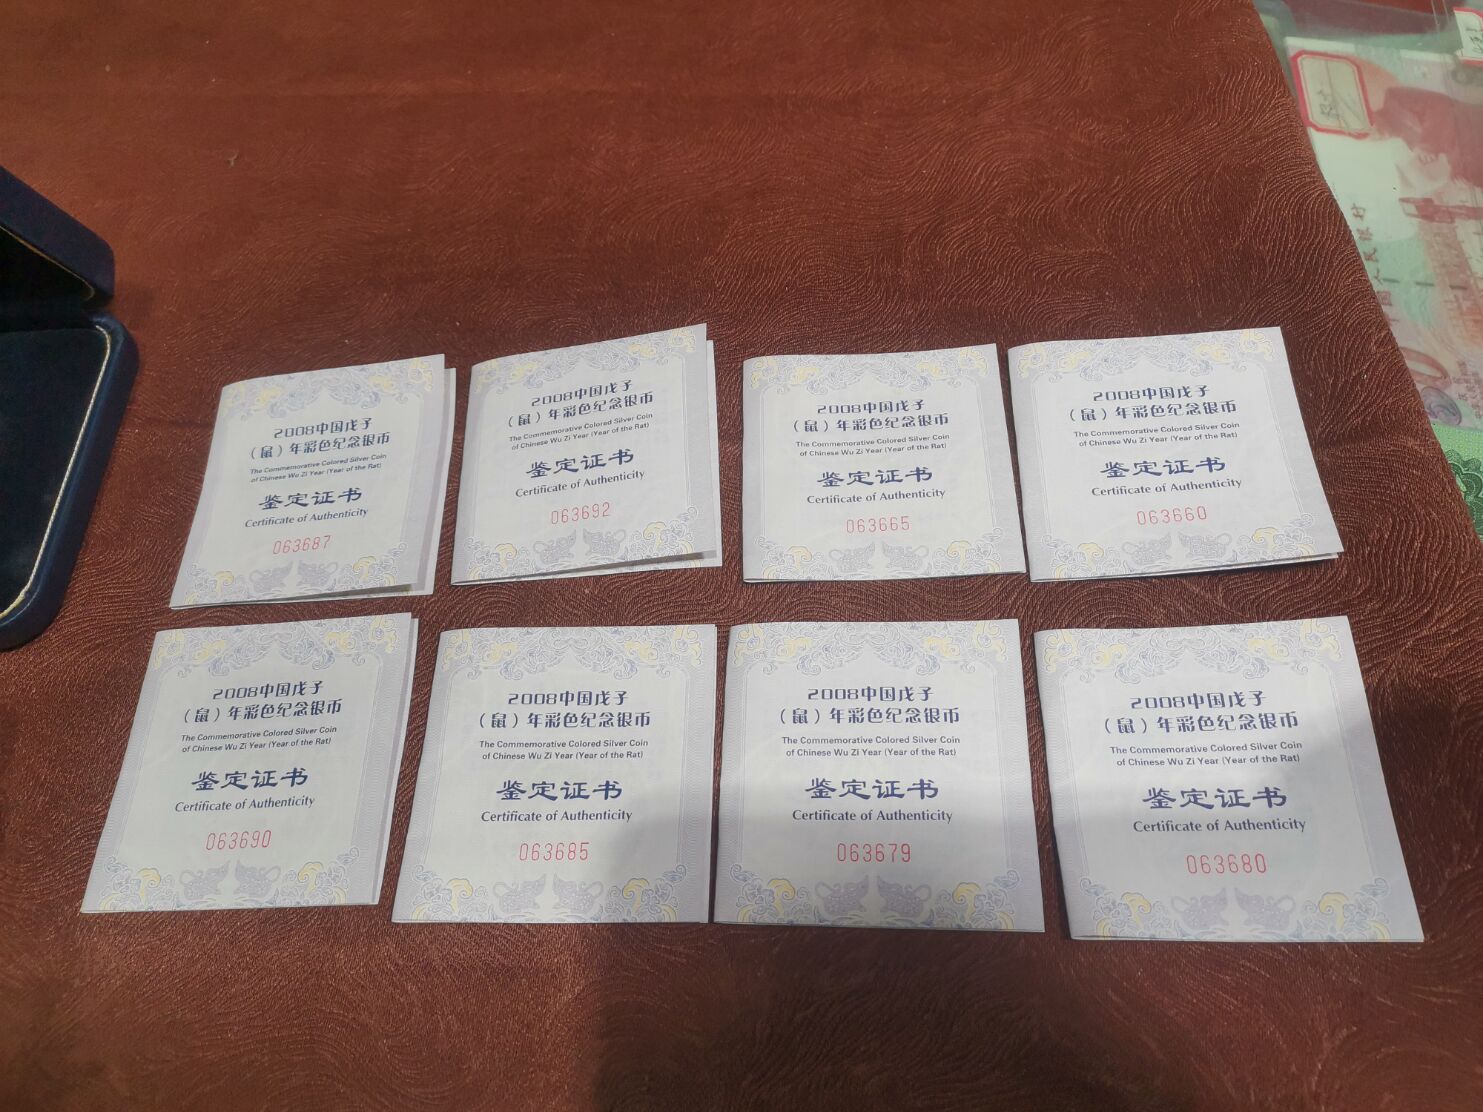 2008中国戊子
（鼠）年彩色纪念银币
The Commemorative Colored Silver Coin
of Chinese Wu Zi Year (Year of the Rat)
鉴定证书
Certificate of Authenticity
063687
2008中国戊子
（鼠）年彩色纪念银币
The Commemorative Colored Silver Coin
of Chinese Wu Zi Year (Year of the Rat)
鉴定证书
Certificate of Authenticity
063692
2008中国戊子
（鼠）年彩色纪念银币
The Commemorative Colored Silver Coin
of Chinese Wu Zi Year (Year of the Rat)
鉴定证书
Certificate of Authenticity
063665
2008中国戊子
（鼠）年彩色纪念银币
The Commemorative Colored Silver Coin
of Chinese Wu Zi Year (Year of the Rat)
鉴定证书
Certificate of Authenticity
063660
2008中国戊子
（鼠）年彩色纪念银币
The Commemorative Colored Silver Coin
of Chinese Wu Zi Year (Year of the Rat)
鉴定证书
Certificate of Authenticity
063690
2008中国戊子
（鼠）年彩色纪念银币
The Commemorative Colored Silver Coin
of Chinese Wu Zi Year (Year of the Rat)
鉴定证书
Certificate of Authenticity
063685
2008中国戊子
（鼠）年彩色纪念银币
The Commemorative Colored Silver Coin
of Chinese Wu Zi Year (Year of the Rat)
鉴定证书
Certificate of Authenticity
063679
2008中国戊子
（鼠）年彩色纪念银币
The Commemorative Colored Silver Coin
of Chinese Wu Zi Year (Year of the Rat)
鉴定证书
Certificate of Authenticity
063680
国人民银行